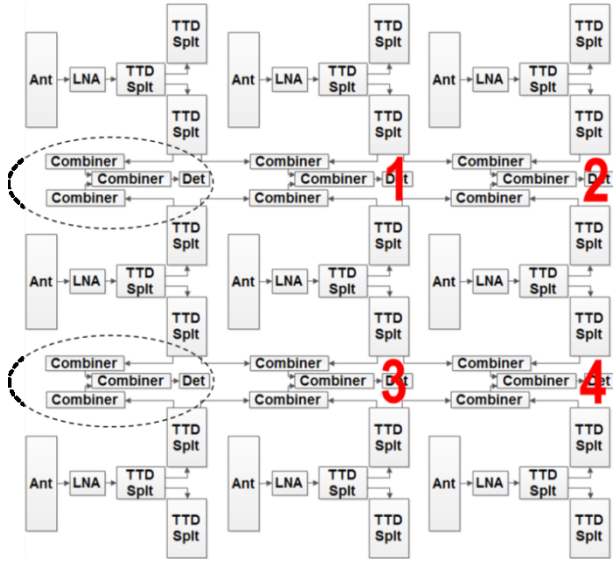 TTD Splt TTD Splt TTD Splt
Ant LNA TTD Splt Ant LNA TTD Splt Ant LNA TTD Splt
TTD Splt TTD Splt TTD Splt
Combiner Combiner Combiner
Combiner Det Combiner Det 1 Combiner Det 2
Combiner Combiner Combiner
TTD Splt TTD Splt TTD Splt
Ant LNA TTD Splt Ant LNA TTD Splt Ant LNA TTD Splt
TTD Splt TTD Splt TTD Splt
Combiner Combiner Combiner
Combiner Det Combiner Det 3 Combiner Det 4
Combiner Combiner Combiner
TTD Splt TTD Splt TTD Splt
Ant LNA TTD Splt Ant LNA TTD Splt Ant LNA TTD Splt
TTD Splt TTD Splt TTD Splt